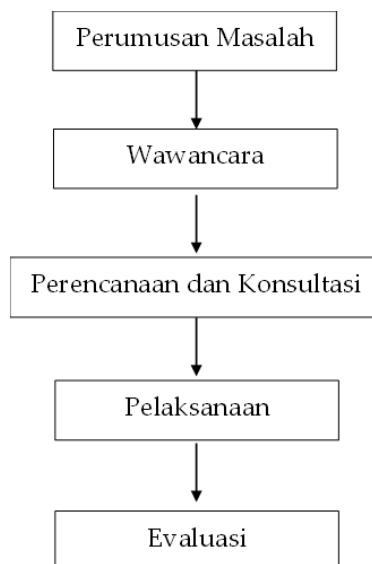 Perumusan Masalah
Wawancara
Perencanaan dan Konsultasi
Pelaksanaan
Evaluasi